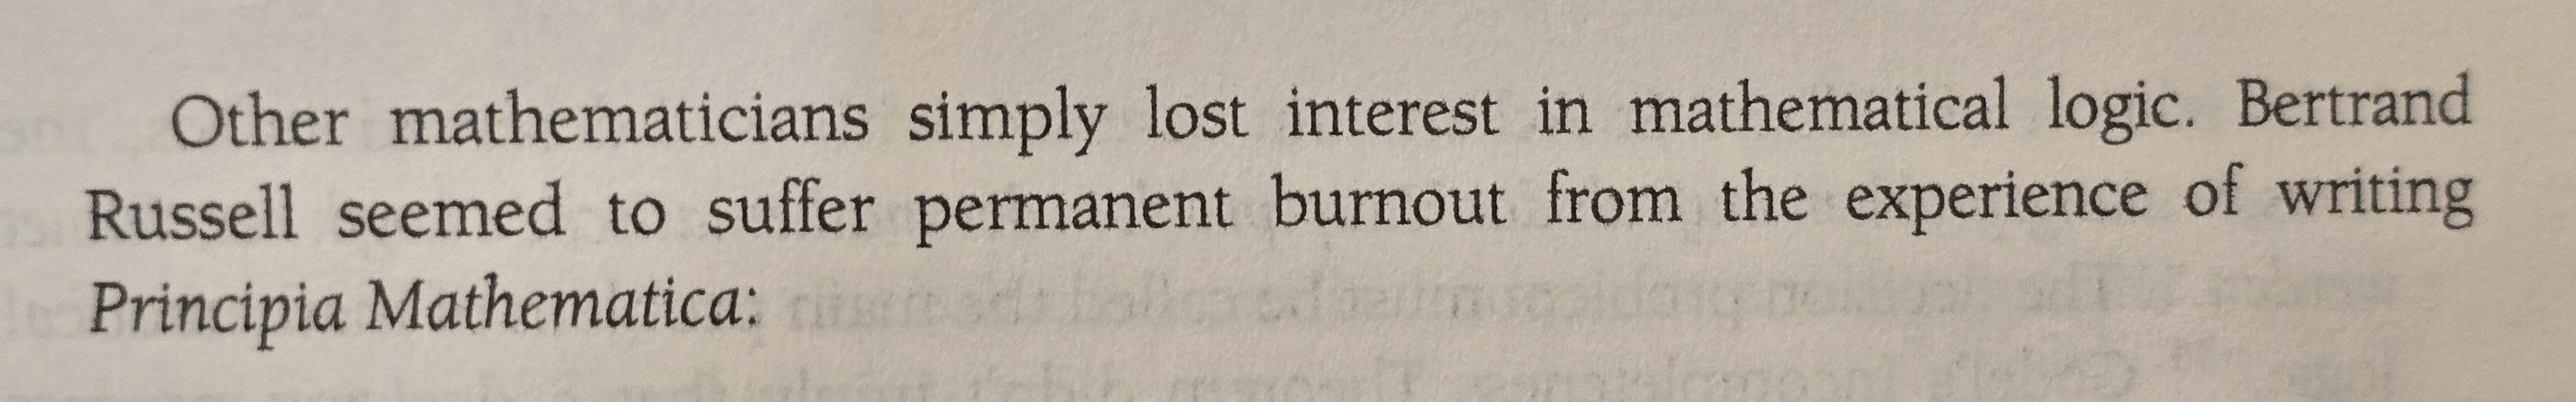 Other mathematicians simply lost interest in mathematical logic. Bertrand
Russell seemed to suffer permanent burnout from the experience of writing
Principia Mathematica: